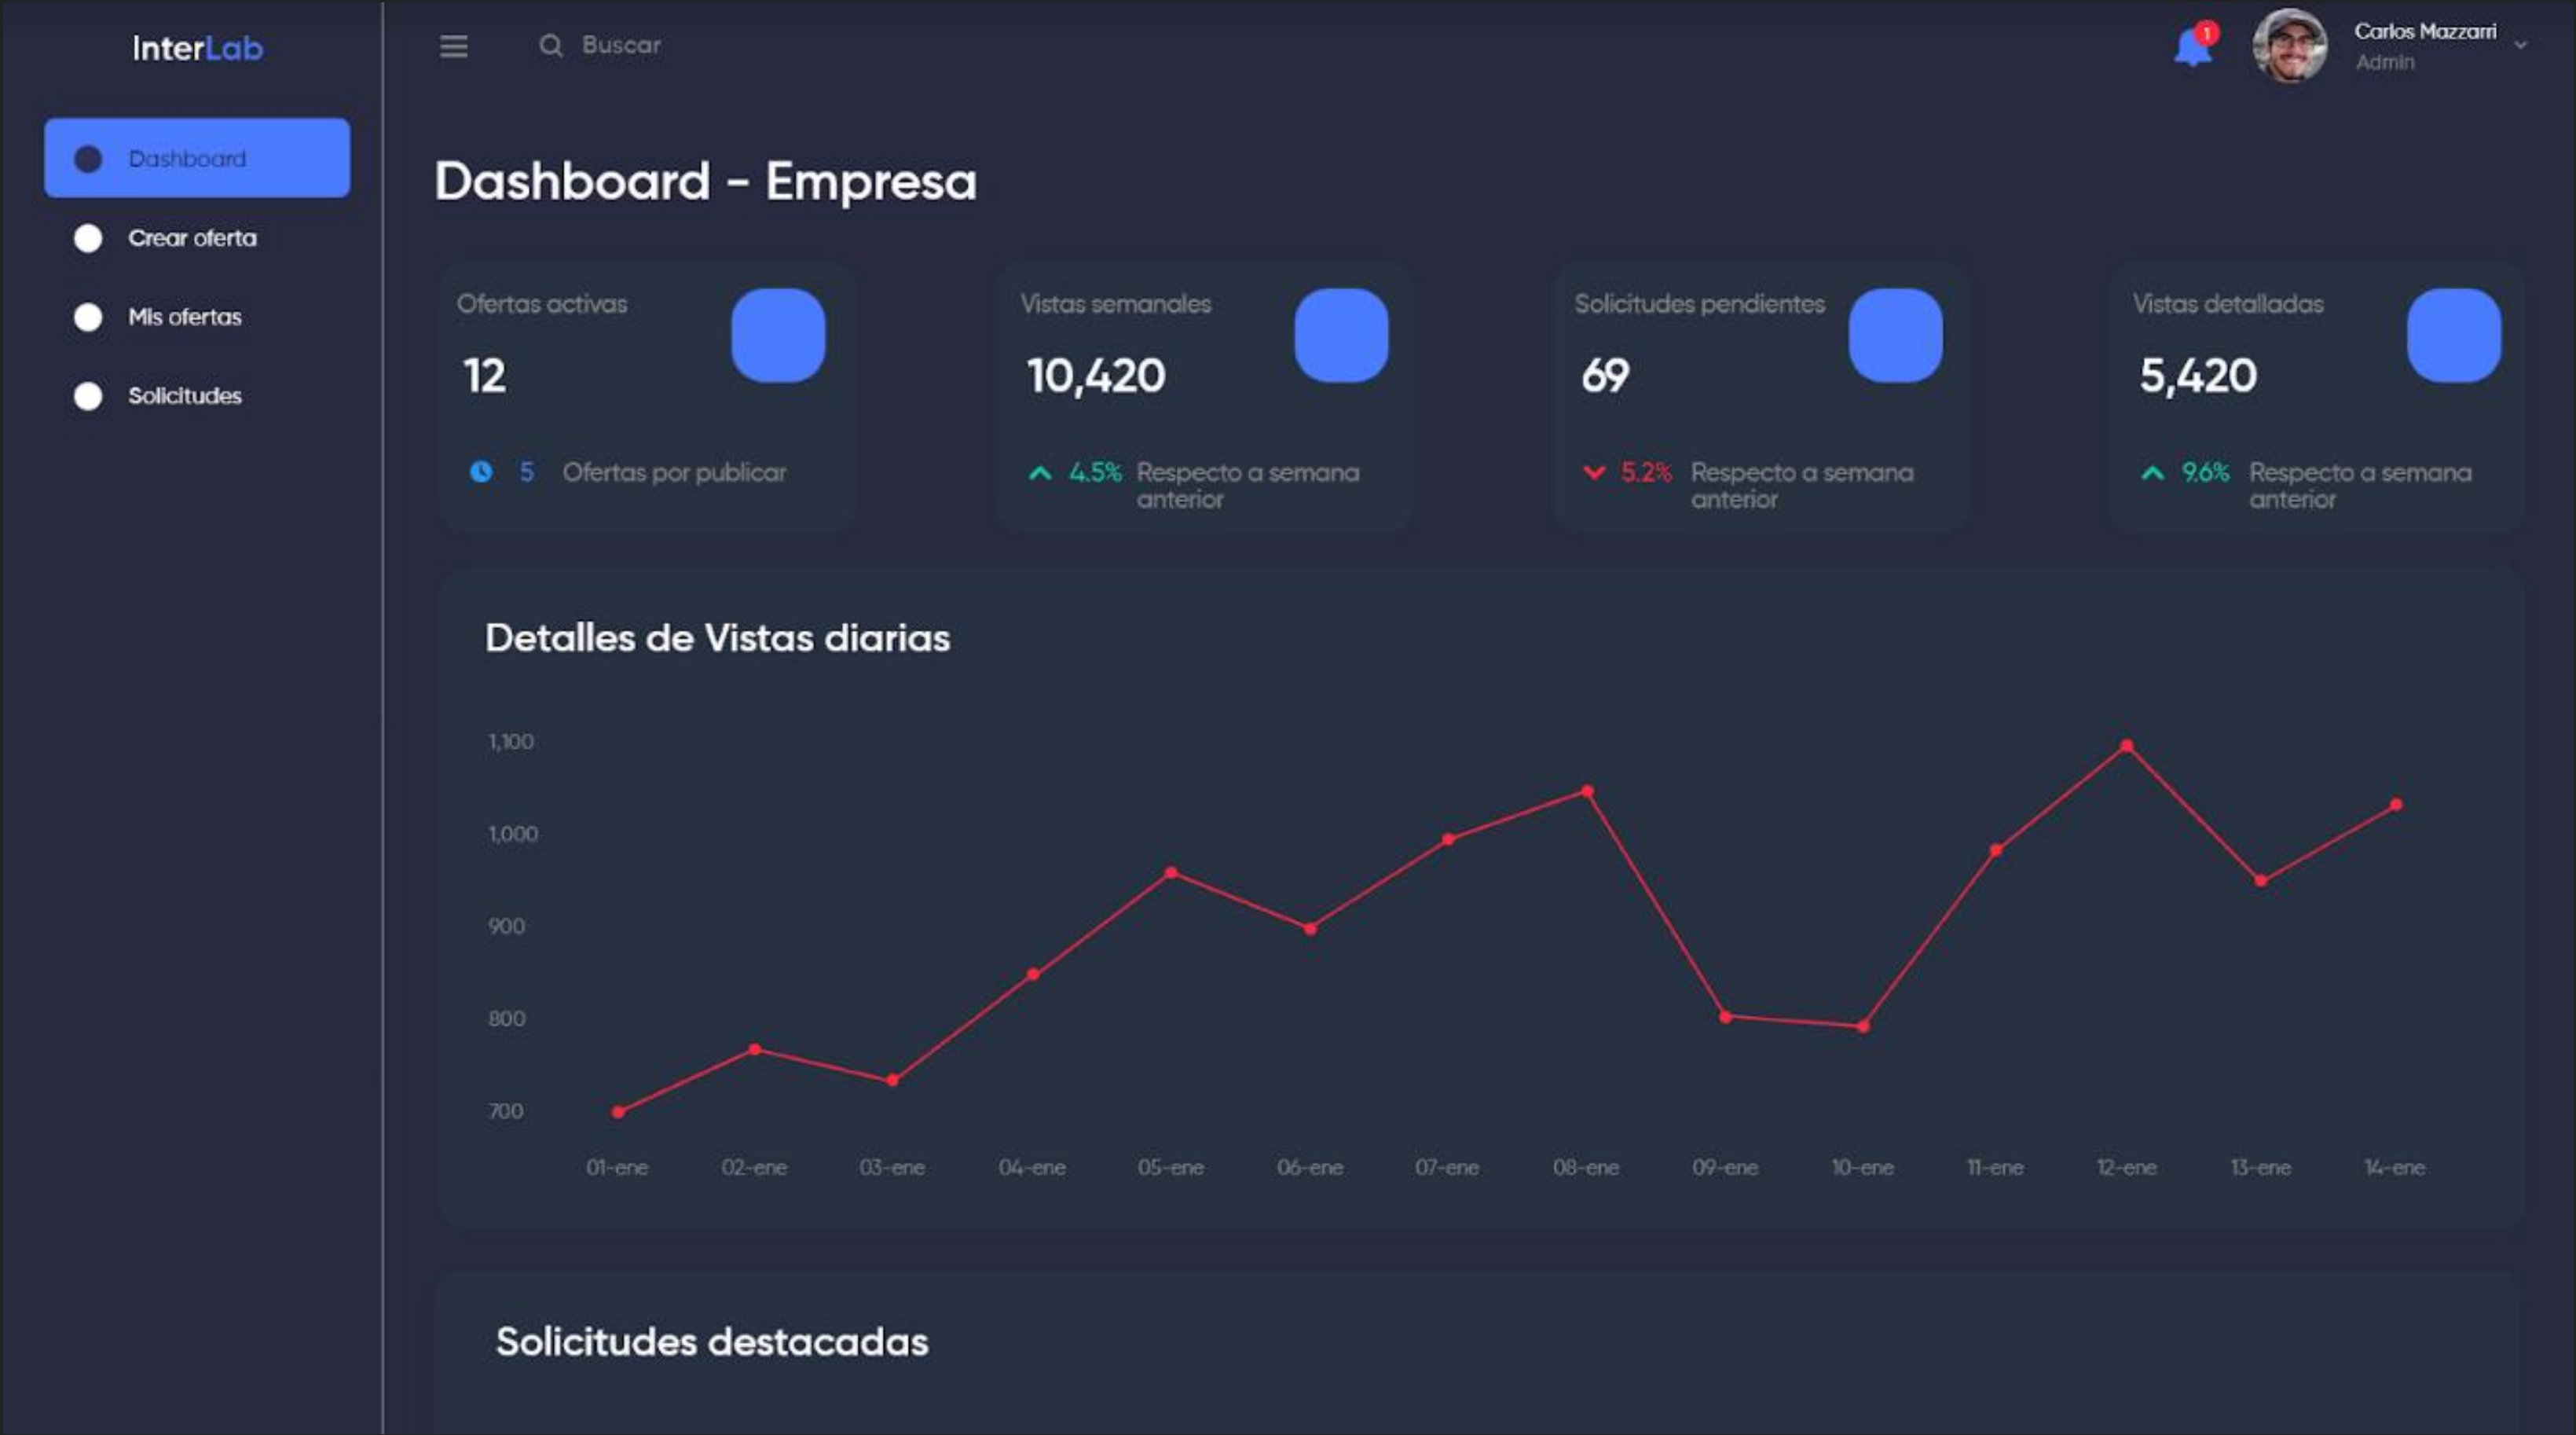 InterLab
Buscar
1
Carlos Mazzarri
Admin
Dashboard
Crear oferta
Mis ofertas
Solicitudes
Dashboard - Empresa
Ofertas activas
12
5 Ofertas por publicar
Vistas semanales
10,420
4.5% Respecto a semana
anterior
Solicitudes pendientes
69
5.2% Respecto a semana
anterior
Vistas detalladas
5,420
9.6% Respecto a semana
anterior
Detalles de Vistas diarias
1,100
1,000
900
800
700
01-ene 02-ene 03-ene 04-ene 05-ene 06-ene 07-ene 08-ene 09-ene 10-ene 11-ene 12-ene 13-ene 14-ene
Solicitudes destacadas